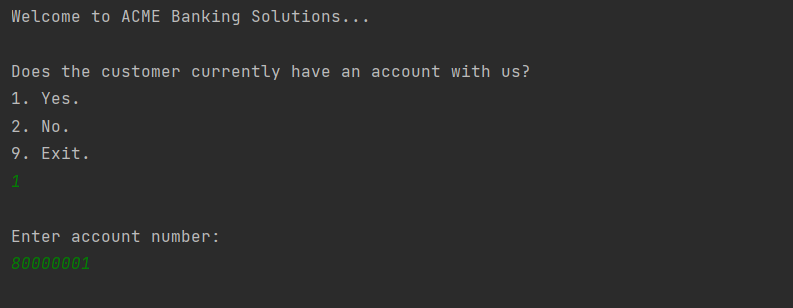 Welcome to ACME Banking Solutions...
Does the customer currently have an account with us?
1. Yes.
2. No.
9. Exit.
1
Enter account number:
80000001